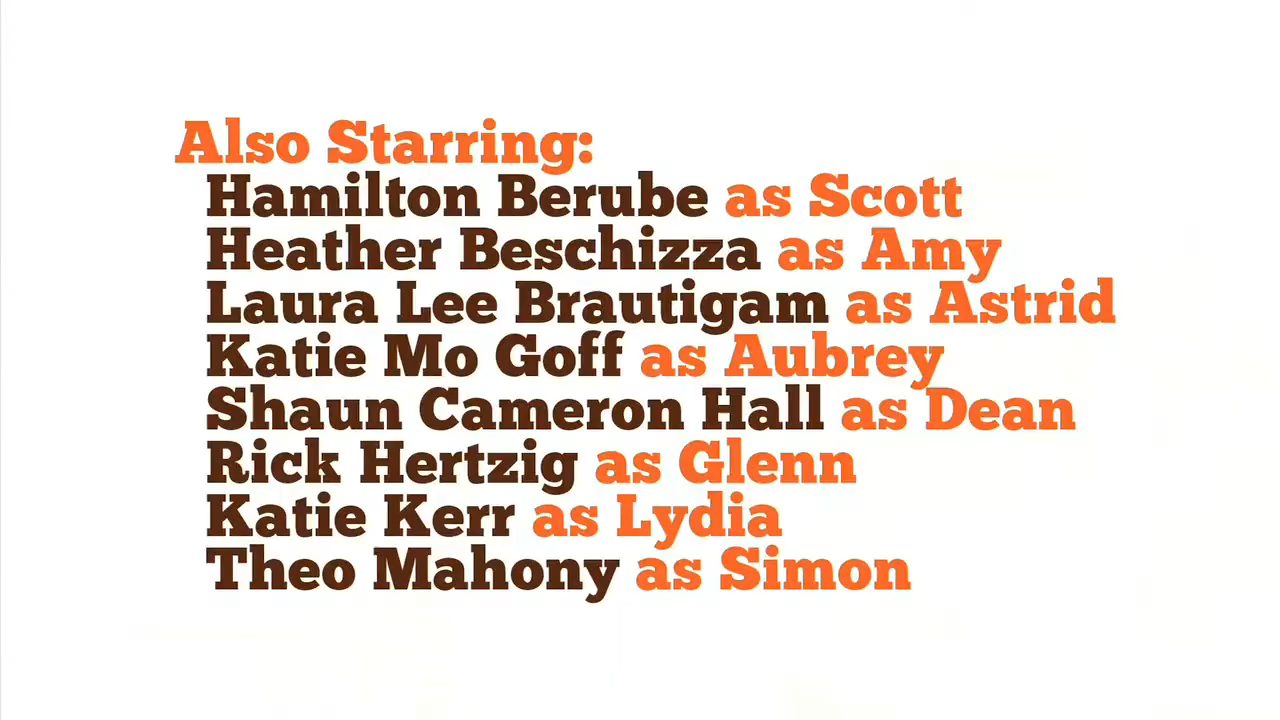 Also Starring:
Hamilton Berube as Scott
Heather Beschizza as Amy
Laura Lee Brautigam as Astrid
Katie Mo Goff as Aubrey
Shaun Cameron Hall as Dean
Rick Hertzig as Glenn
Katie Kerr as Lydia
Theo Mahony as Simon